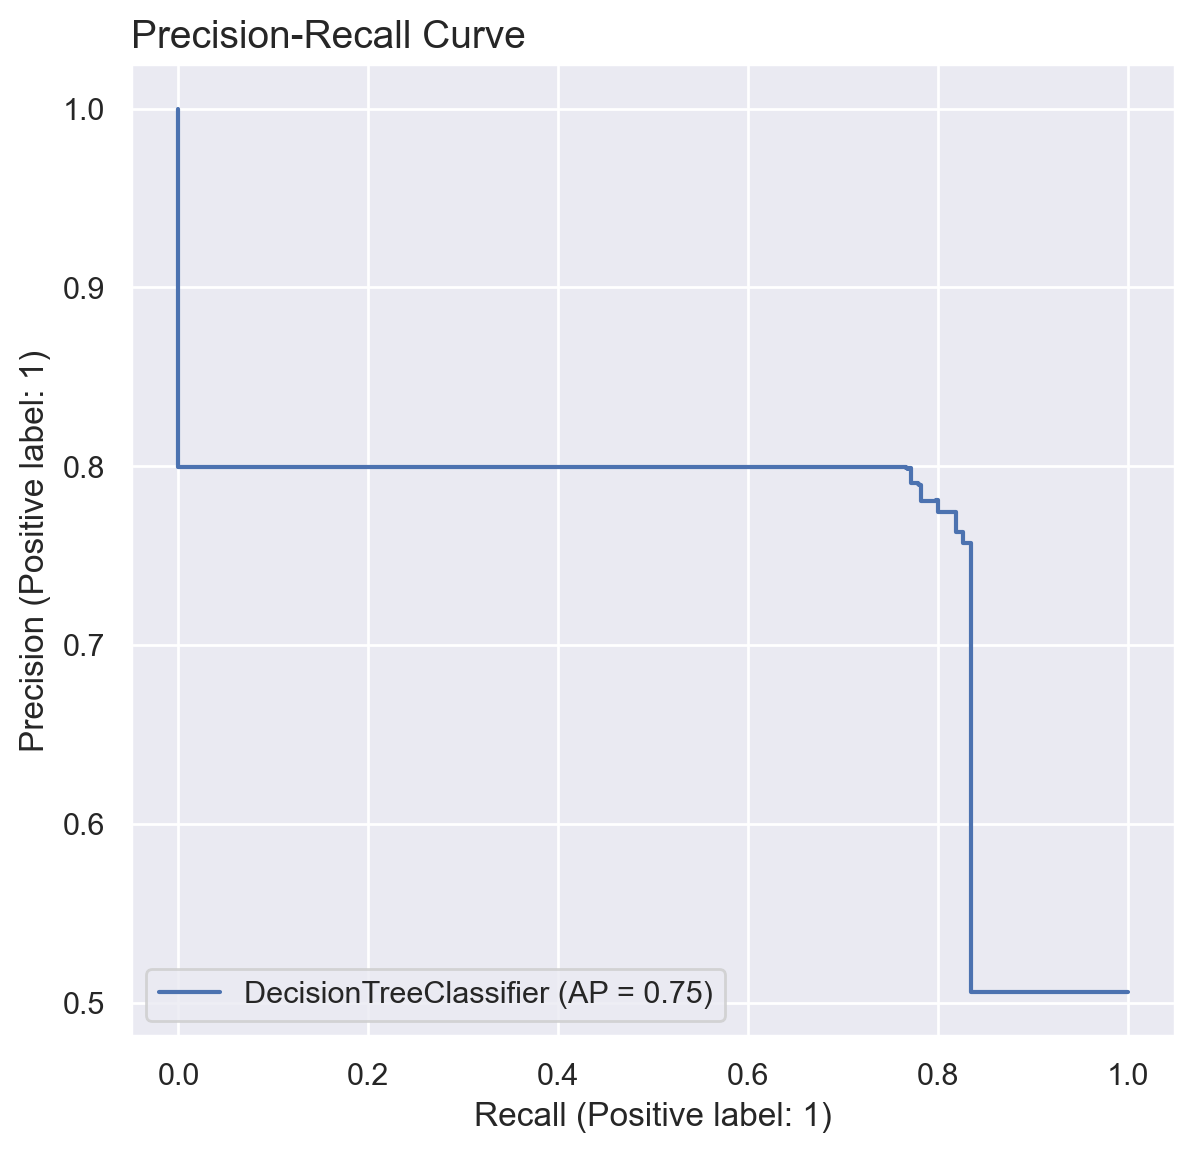 Precision-Recall Curve
1.0
0.9
0.8
0.7
0.6
0.5
Precision (Positive label: 1)
DecisionTreeClassifier (AP = 0.75)
0.0 0.2 0.4 0.6 0.8 1.0
Recall (Positive label: 1)